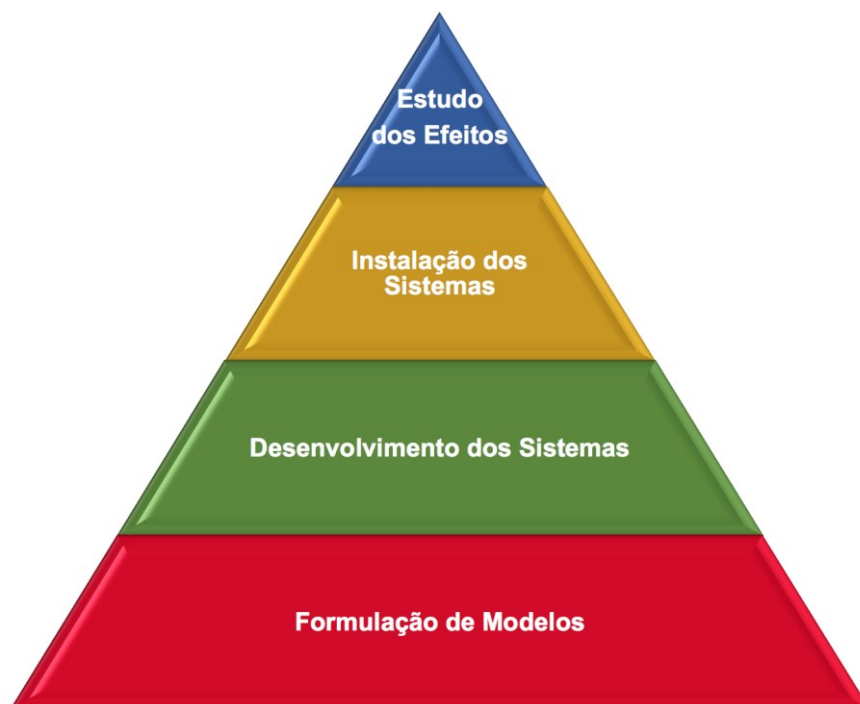 Estudo
dos Efeitos
Instalação dos
Sistemas
Desenvolvimento dos Sistemas
Formulação de Modelos